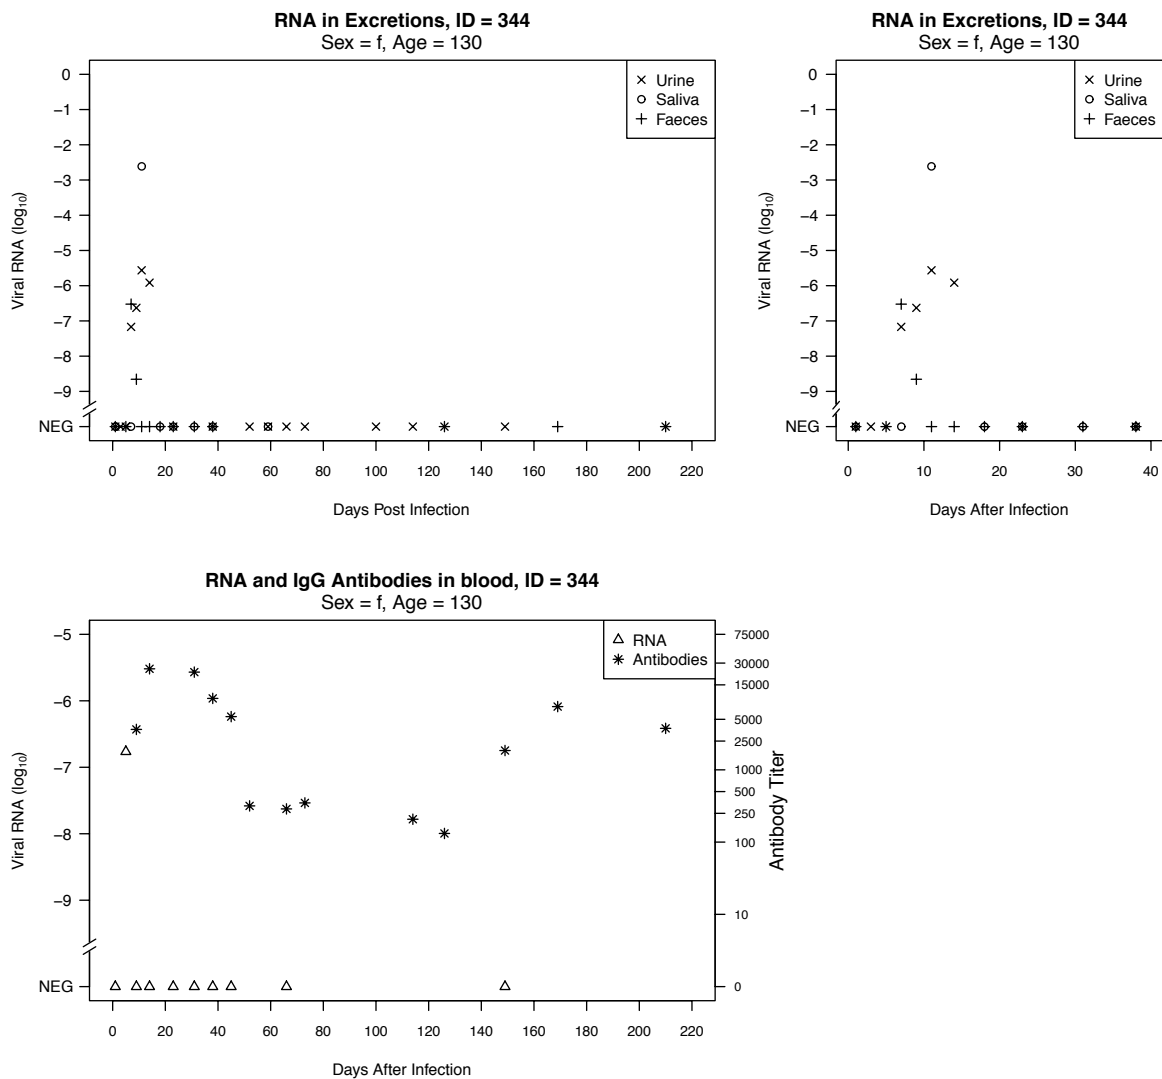 RNA in Excretions, ID = 344
Sex = f, Age = 130
Viral RNA (log10)
0
−1
−2
−3
−4
−5
−6
−7
−8
−9
NEG
Urine
Saliva
Faeces
0 20 40 60 80 100 120 140 160 180 200 220
Days Post Infection
RNA in Excretions, ID = 344
Sex = f, Age = 130
Viral RNA (log10)
0
−1
−2
−3
−4
−5
−6
−7
−8
−9
NEG
Urine
Saliva
Faeces
0 10 20 30 40
Days After Infection
RNA and IgG Antibodies in blood, ID = 344
Sex = f, Age = 130
Viral RNA (log10)
−5
−6
−7
−8
−9
NEG
RNA
Antibodies
75000
30000
15000
5000
2500
1000
500
250
100
10
0
Antibody Titer
0 20 40 60 80 100 120 140 160 180 200 220
Days After Infection